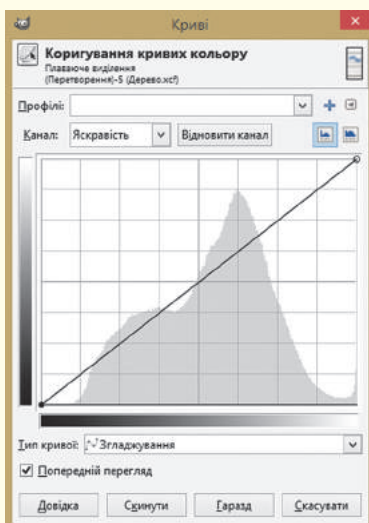 Криві
Коригування кривих кольору
Плаваюче виділення
(Перетворення)-5 (Дерево.xcf)
Профілі:
Канал: Яскравість Відновити канал
Тип кривої: Згладжування
Попередній перегляд
Довідка Скинути Гаразд Скасувати